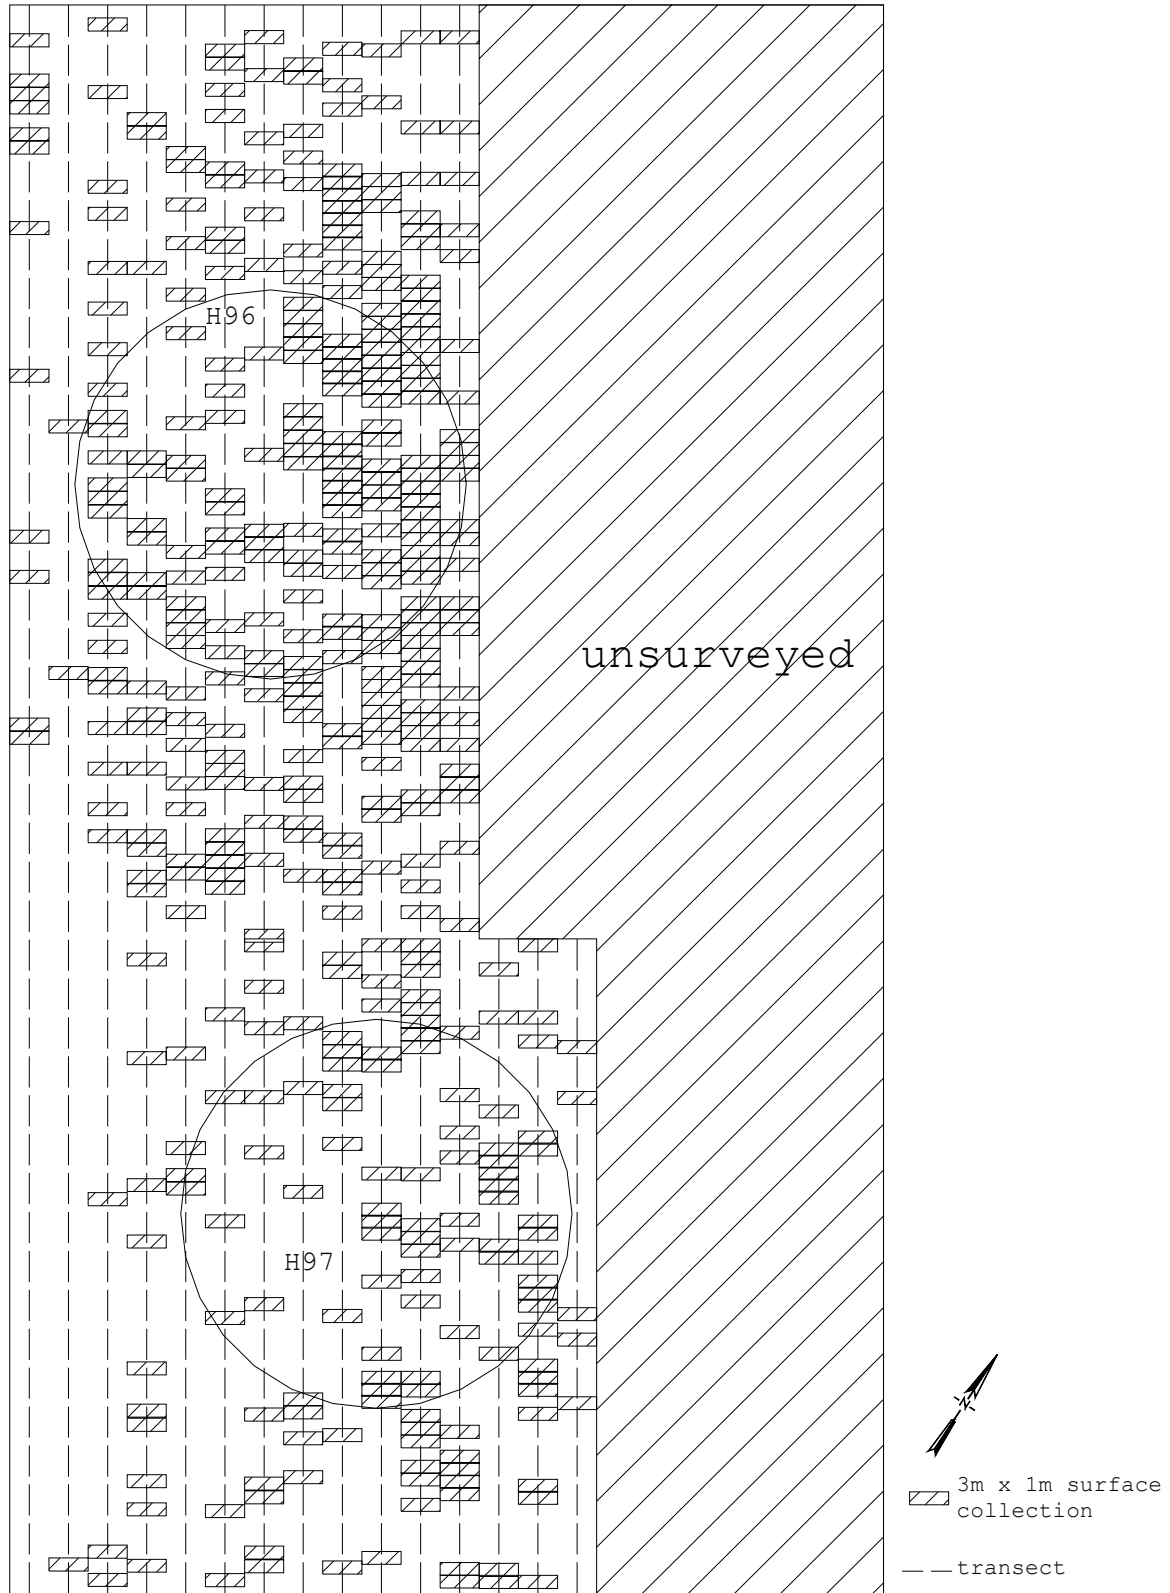 H96
unsurveyed
H97
N
3m x 1m surface
collection
transect